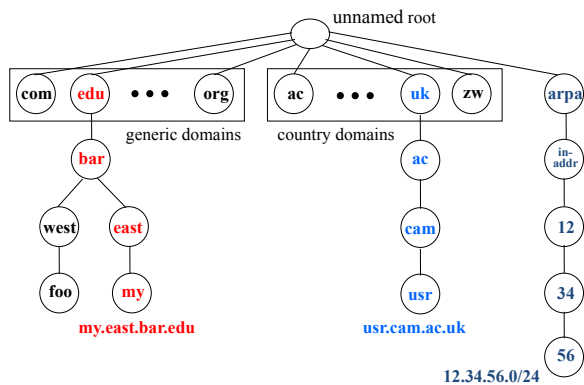 unnamed root
com edu • • • org ac • • • uk zw arpa
generic domains country domains
bar ac in-
addr
west east cam 12
foo my usr 34
my.east.bar.edu usr.cam.ac.uk
56
12.34.56.0/24